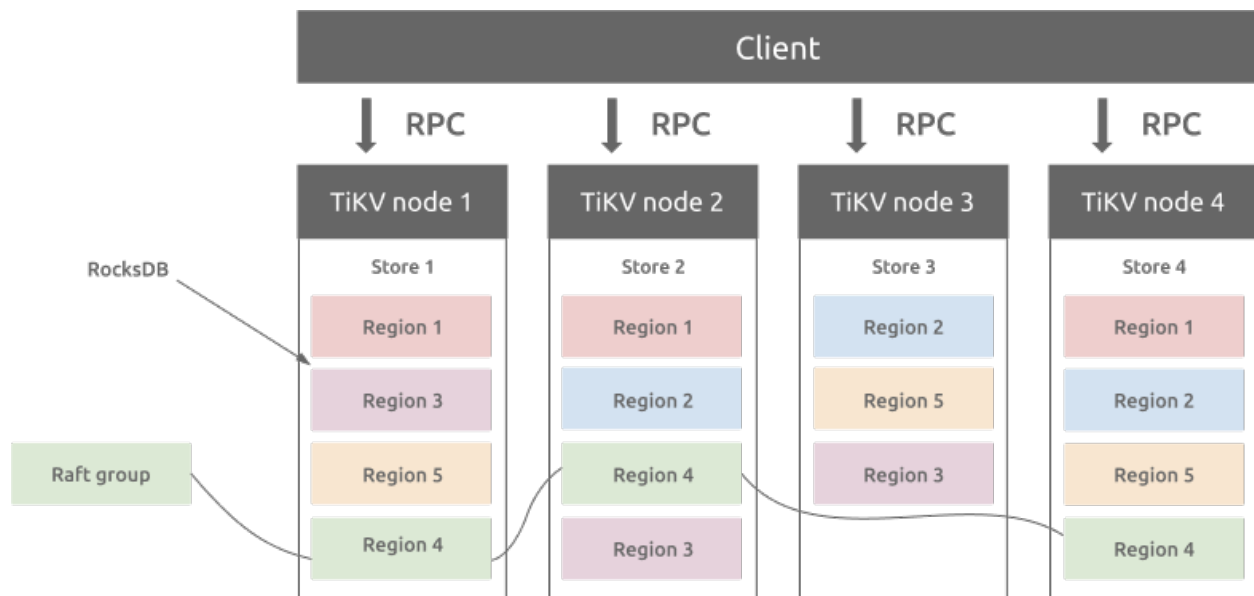 Client
RPC
RPC
RPC
RPC
TiKV node 1
TiKV node 2
TiKV node 3
TiKV node 4
RocksDB
Store 1
Store 2
Store 3
Store 4
Region 1
Region 1
Region 2
Region 1
Region 3
Region 2
Region 5
Region 2
Raft group
Region 5
Region 4
Region 3
Region 5
Region 4
Region 3
Region 4